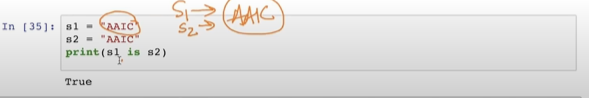 In [35]: s1 = "AAIC"
s2 = "AAIC"
print(s1 is s2)
S1 → AAIC
S2 →
True